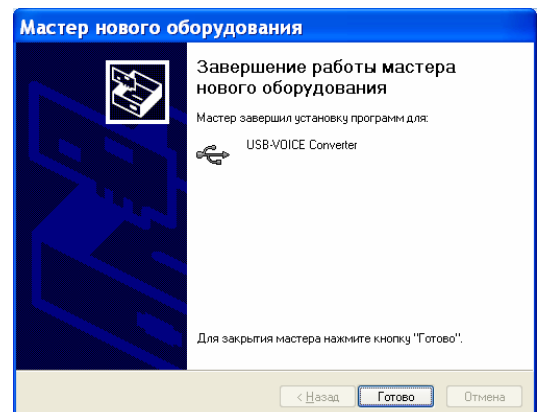 Мастер нового оборудования
Завершение работы мастера
нового оборудования
Мастер завершил установку программ для:
USB-VOICE Converter
Для закрытия мастера нажмите кнопку "Готово".
< Назад
Готово
Отмена